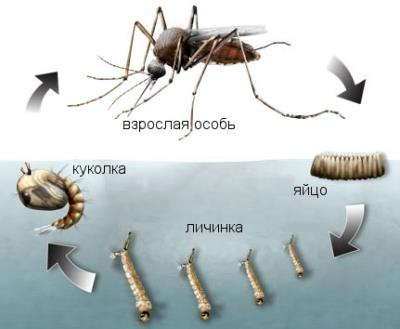 взрослая особь
куколка
яйцо
личинка